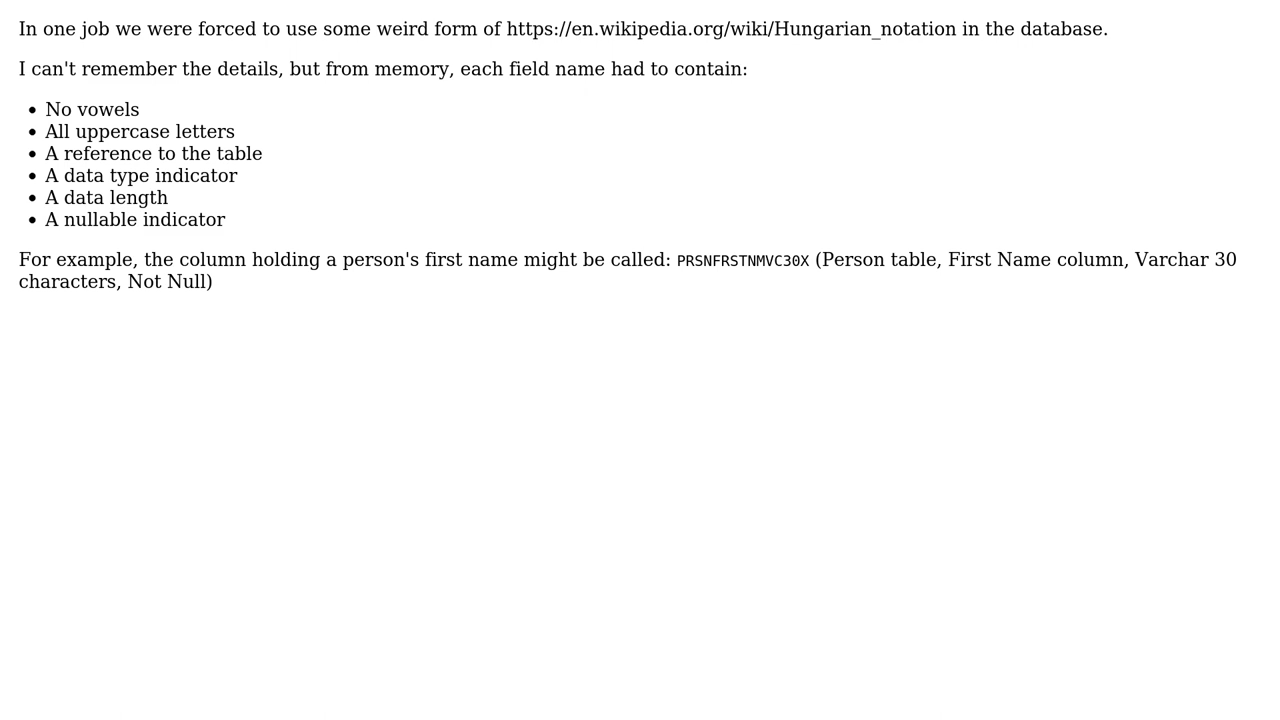 In one job we were forced to use some weird form of https://en.wikipedia.org/wiki/Hungarian_notation in the database.
I can't remember the details, but from memory, each field name had to contain:
• No vowels
• All uppercase letters
• A reference to the table
• A data type indicator
• A data length
• A nullable indicator
For example, the column holding a person's first name might be called: PRSNFRSTNMVC30X (Person table, First Name column, Varchar 30
characters, Not Null)